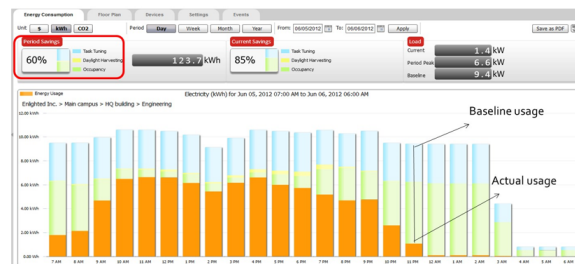 Energy Consumption Floor Plan Devices Settings Events
Unit $ kWh CO2 Period Day Week Month Year From: 06/05/2012 To: 06/06/2012 Apply Save as PDF
Period Savings
60%
Task Tuning
Daylight Harvesting
Occupancy
123.7 kWh
Current Savings
85%
Task Tuning
Daylight Harvesting
Occupancy
Load
Current 1.4 kW
Period Peak 6.6 kW
Baseline 9.4 kW
Energy Usage
Electricity (kWh) for Jun 05, 2012 07:00 AM to Jun 06, 2012 06:00 AM
Enlighted Inc. > Main campus > HQ building > Engineering
Baseline usage
Actual usage
12.00 kWh
10.00 kWh
8.00 kWh
6.00 kWh
4.00 kWh
2.00 kWh
0.00 kWh
7 AM 8 AM 9 AM 10 AM 11 AM 12 PM 1 PM 2 PM 3 PM 4 PM 5 PM 6 PM 7 PM 8 PM 9 PM 10 PM 11 PM 12 AM 1 AM 2 AM 3 AM 4 AM 5 AM 6 AM